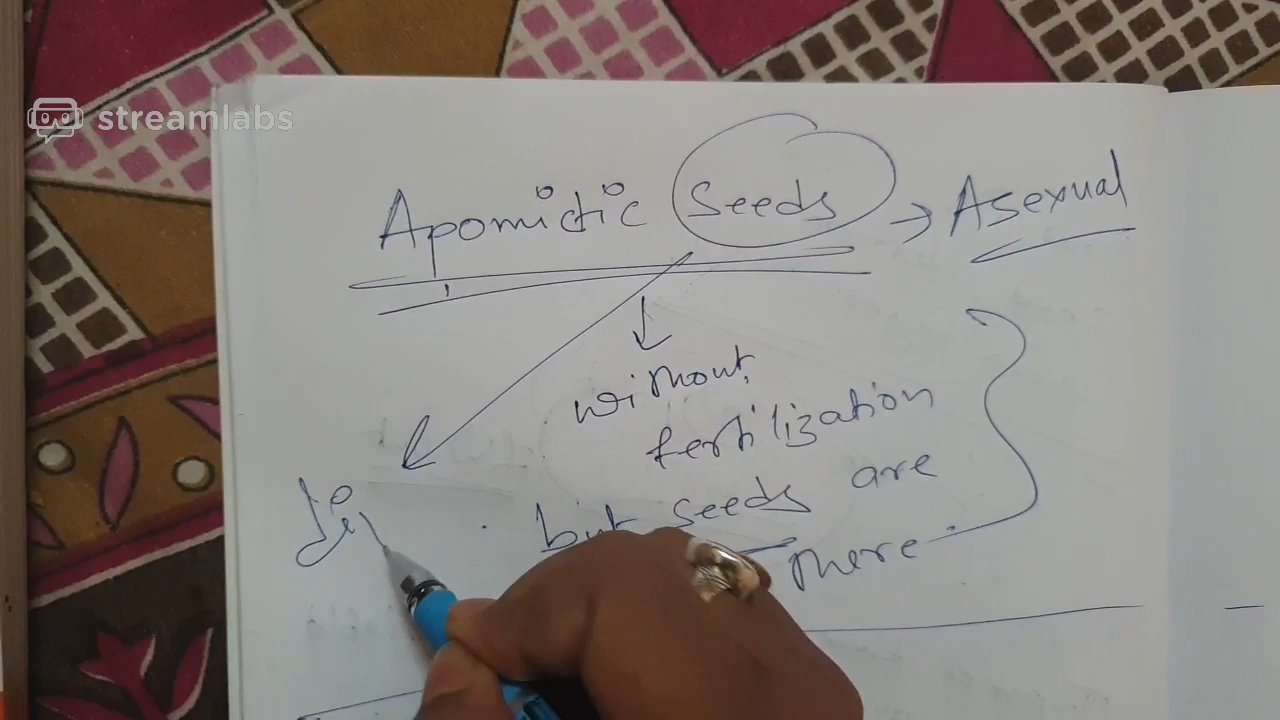 streamlabs
Apomictic Seeds → Asexual
without
fertilization
but seeds are
there